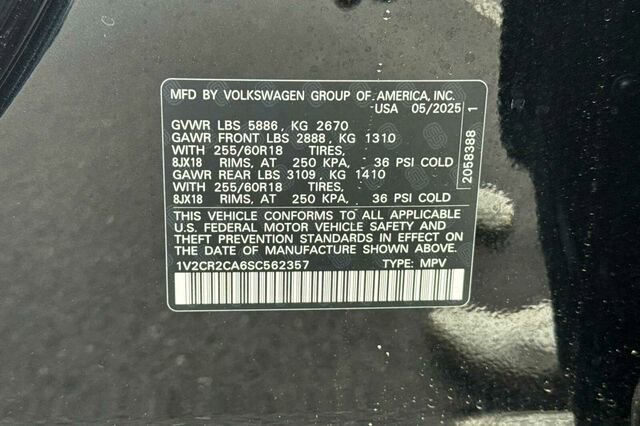 MFD BY VOLKSWAGEN GROUP OF AMERICA, INC.
USA 05/2025
GVWR LBS 5886, KG 2670
GAWR FRONT LBS 2888, KG 1310
WITH 255/60R18 TIRES,
8JX18 RIMS, AT 250 KPA, 36 PSI COLD
GAWR REAR LBS 3109, KG 1410
WITH 255/60R18 TIRES,
8JX18 RIMS, AT 250 KPA, 36 PSI COLD
THIS VEHICLE CONFORMS TO ALL APPLICABLE
U.S. FEDERAL MOTOR VEHICLE SAFETY AND
THEFT PREVENTION STANDARDS IN EFFECT ON
DATE OF MANUFACTURE SHOWN ABOVE.
1V2CR2CA6SC562357 TYPE: MPV
2058388 1